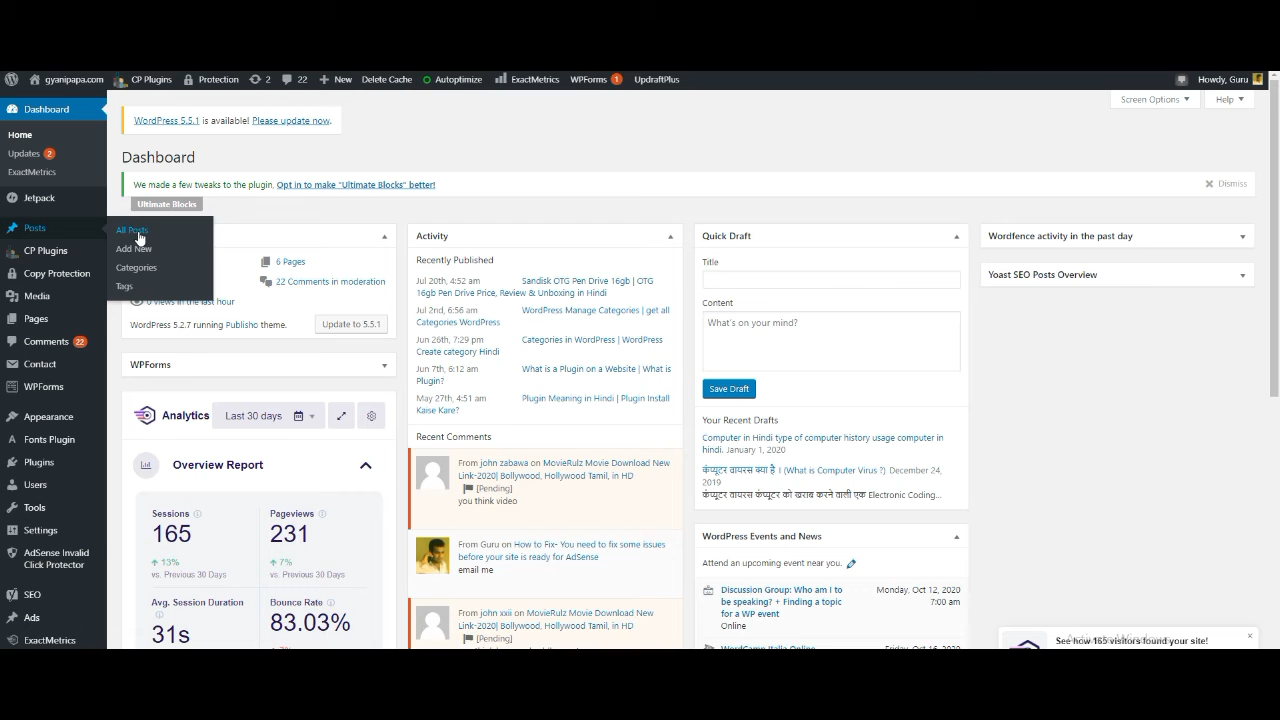 gyanipapa.com CP Plugins Protection 2 22 New Delete Cache Autoptimize ExactMetrics WPForms 1 UpdraftPlus Howdy, Guru
Dashboard
Home
Updates 2
ExactMetrics
Jetpack
Posts
CP Plugins
Copy Protection
Media
Pages
Comments 22
Contact
WPForms
Appearance
Fonts Plugin
Plugins
Users
Tools
Settings
AdSense Invalid
Click Protector
SEO
Ads
ExactMetrics
All Posts
Add New
Categories
Tags
Screen Options Help
WordPress 5.5.1 is available! Please update now.
Dashboard
We made a few tweaks to the plugin. Opt in to make "Ultimate Blocks" better!
Dismiss
Ultimate Blocks
6 Pages
22 Comments in moderation
0 views in the last hour
WordPress 5.2.7 running Publisho theme.
Update to 5.5.1
WPForms
Analytics
Last 30 days
Overview Report
Sessions
165
13%
vs. Previous 30 Days
Pageviews
231
7%
vs. Previous 30 Days
Avg. Session Duration
31s
Bounce Rate
83.03%
Activity
Recently Published
Jul 20th, 4:52 am Sandisk OTG Pen Drive 16gb | OTG
16gb Pen Drive Price, Review & Unboxing in Hindi
Jul 2nd, 6:56 am WordPress Manage Categories | get all
Categories WordPress
Jun 26th, 7:29 pm Categories in WordPress | WordPress
Create category Hindi
Jun 7th, 6:12 am What is a Plugin on a Website | What is
Plugin?
May 27th, 4:51 am Plugin Meaning in Hindi | Plugin Install
Kaise Kare?
Recent Comments
From john zabawa on MovieRulz Movie Download New
Link-2020| Bollywood, Hollywood Tamil, in HD
[Pending]
you think video
From Guru on How to Fix- You need to fix some issues
before your site is ready for AdSense
email me
From john xxii on MovieRulz Movie Download New
Link-2020| Bollywood, Hollywood Tamil, in HD
[Pending]
Quick Draft
Title
Content
What's on your mind?
Save Draft
Your Recent Drafts
Computer in Hindi type of computer history usage computer in
hindi. January 1, 2020
कंप्यूटर वायरस क्या है । (What is Computer Virus ?) December 24,
2019
कंप्यूटर वायरस कंप्यूटर को खराब करने वाली एक Electronic Coding…
WordPress Events and News
Attend an upcoming event near you.
Discussion Group: Who am I to
be speaking? + Finding a topic
for a WP event
Online
Monday, Oct 12, 2020
7:00 am
WordCamp Italia Online
Friday, Oct 16, 2020
Wordfence activity in the past day
Yoast SEO Posts Overview
See how 165 visitors found your site!